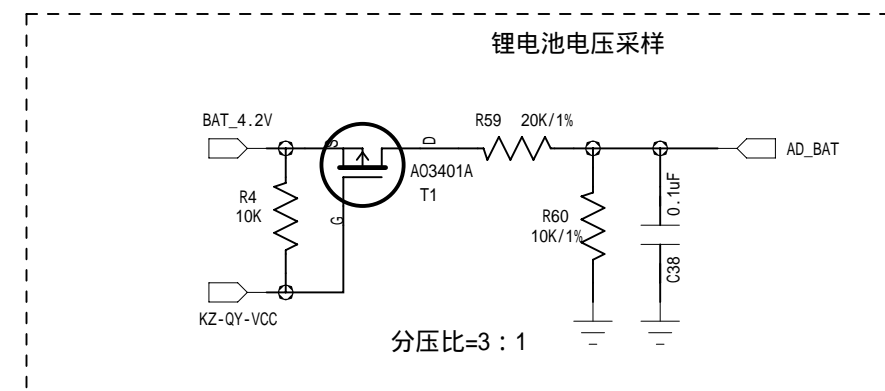 锂电池电压采样
BAT_4.2V
S
D
R59 20K/1%
AD_BAT
AO3401A
T1
R4
10K
G
R60
10K/1%
0.1uF
C38
KZ-QY-VCC
分压比=3：1